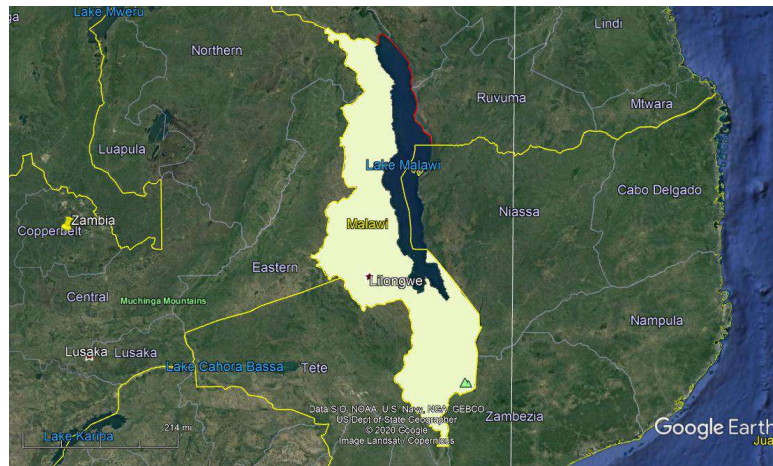 Lake Mweru
Lindi
Northern
Ruvuma
Mtwara
Luapula
Lake Malawi
Cabo Delgado
Niassa
Zambia
Copperbelt
Malawi
Eastern
Lilongwe
Central
Muchinga Mountains
Nampula
Lusaka
Lusaka
Lake Cahora Bassa
Tete
Data SIO, NOAA, U.S. Navy, NGA, GEBCO
US Dept of State Geographer
© 2020 Google
Image Landsat / Copernicus
Zambezia
Google Earth
214 mi
Lake Kariba
Jua